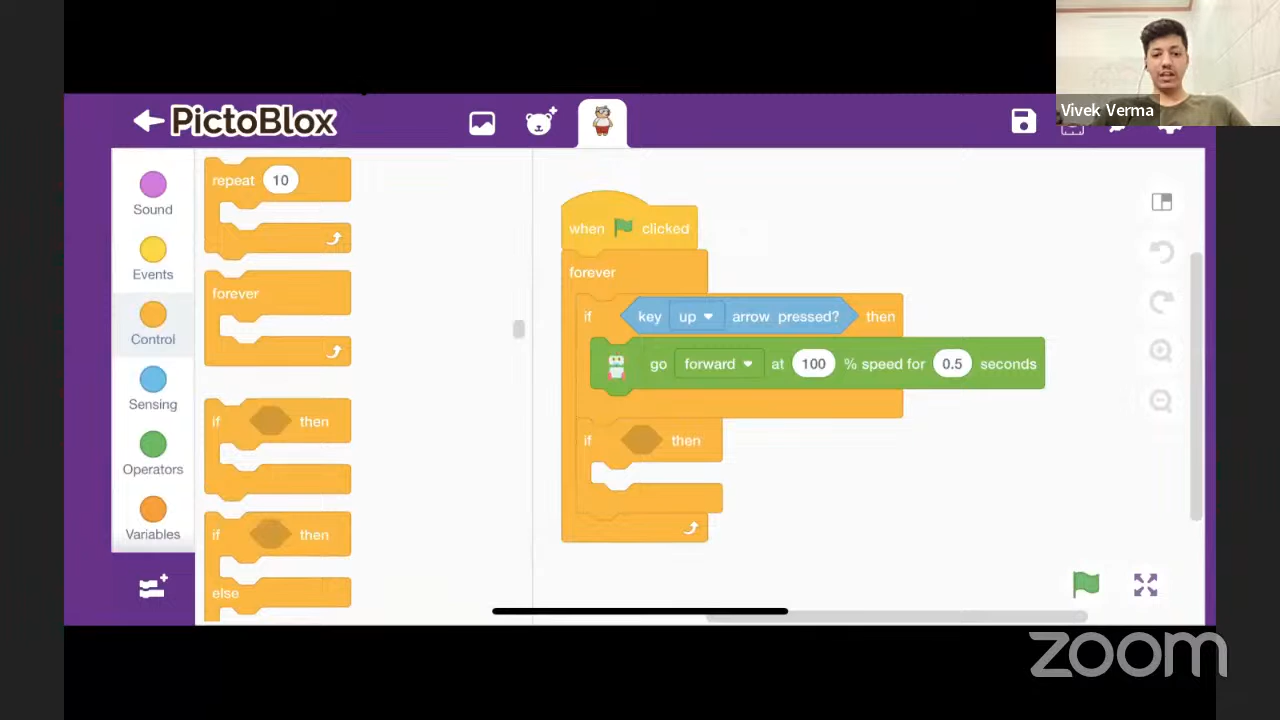 Vivek Verma
PictoBlox
Sound
Events
Control
Sensing
Operators
Variables
repeat 10
forever
if then
if then
else
when clicked
forever
if key up arrow pressed? then
go forward at 100 % speed for 0.5 seconds
if then
zoom